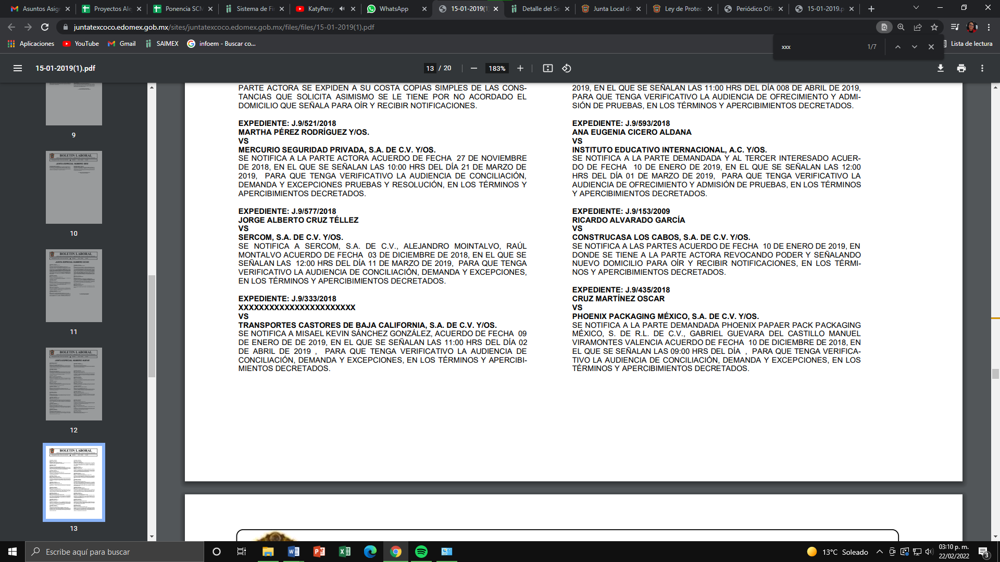 Asuntos Asign
Proyectos Ale
Ponencia SCM
Sistema de Fi
KatyPerry
WhatsApp
15-01-2019(1)
Detalle del Se
Junta Local de
Ley de Protec
Periódico Ofi
15-01-2019.p
juntatexcoco.edomex.gob.mx/sites/juntatexcoco.edomex.gob.mx/files/files/15-01-2019(1).pdf
Aplicaciones
YouTube
Gmail
SAIMEX
infoem - Buscar co...
xxx
1/7
Lista de lectura
15-01-2019(1).pdf
13 / 20
183%
9
BOLETIN LABORAL
10
BOLETIN LABORAL
JUNTA ESPECIAL NUMERO OCHO
11
BOLETIN LABORAL
JUNTA ESPECIAL NUMERO NUEVE
12
BOLETIN LABORAL
13
PARTE ACTORA SE EXPIDEN A SU COSTA COPIAS SIMPLES DE LAS CONS-
TANCIAS QUE SOLICITA ASIMISMO SE LE TIENE POR NO ACORDADO EL
DOMICILIO QUE SEÑALA PARA OÍR Y RECIBIR NOTIFICACIONES.
EXPEDIENTE: J.9/521/2018
MARTHA PÉREZ RODRÍGUEZ Y/OS.
VS
MERCURIO SEGURIDAD PRIVADA, S.A. DE C.V. Y/OS.
SE NOTIFICA A LA PARTE ACTORA ACUERDO DE FECHA 27 DE NOVIEMBRE
DE 2018, EN EL QUE SE SEÑALAN LAS 10:00 HRS DEL DÍA 21 DE MARZO DE
2019, PARA QUE TENGA VERIFICATIVO LA AUDIENCIA DE CONCILIACIÓN,
DEMANDA Y EXCEPCIONES PRUEBAS Y RESOLUCIÓN, EN LOS TÉRMINOS Y
APERCIBIMIENTOS DECRETADOS.
EXPEDIENTE: J.9/577/2018
JORGE ALBERTO CRUZ TÉLLEZ
VS
SERCOM, S.A. DE C.V. Y/OS.
SE NOTIFICA A SERCOM, S.A. DE C.V., ALEJANDRO MOINTALVO, RAÚL
MONTALVO ACUERDO DE FECHA 03 DE DICIEMBRE DE 2018, EN EL QUE SE
SEÑALAN LAS 12:00 HRS DEL DÍA 11 DE MARZO DE 2019, PARA QUE TENGA
VERIFICATIVO LA AUDIENCIA DE CONCILIACIÓN, DEMANDA Y EXCEPCIONES,
EN LOS TÉRMINOS Y APERCIBIMIENTOS DECRETADOS.
EXPEDIENTE: J.9/333/2018
XXXXXXXXXXXXXXXXXXXXXXX
VS
TRANSPORTES CASTORES DE BAJA CALIFORNIA, S.A. DE C.V. Y/OS.
SE NOTIFICA A MISAEL KEVIN SÁNCHEZ GONZÁLEZ, ACUERDO DE FECHA 09
DE ENERO DE DE 2019, EN EL QUE SE SEÑALAN LAS 11:00 HRS DEL DÍA 02
DE ABRIL DE 2019 , PARA QUE TENGA VERIFICATIVO LA AUDIENCIA DE
CONCILIACIÓN, DEMANDA Y EXCEPCIONES, EN LOS TÉRMINOS Y APERCIBI-
MIENTOS DECRETADOS.
2019, EN EL QUE SE SEÑALAN LAS 11:00 HRS DEL DÍA 008 DE ABRIL DE 2019,
PARA QUE TENGA VERIFICATIVO LA AUDIENCIA DE OFRECIMIENTO Y ADMI-
SIÓN DE PRUEBAS, EN LOS TÉRMINOS Y APERCIBIMIENTOS DECRETADOS.
EXPEDIENTE: J.9/593/2018
ANA EUGENIA CICERO ALDANA
VS
INSTITUTO EDUCATIVO INTERNACIONAL, A.C. Y/OS.
SE NOTIFICA A LA PARTE DEMANDADA Y AL TERCER INTERESADO ACUER-
DO DE FECHA 10 DE ENERO DE 2019, EN EL QUE SE SEÑALAN LAS 12:00
HRS DEL DÍA 01 DE MARZO DE 2019, PARA QUE TENGA VERIFICATIVO LA
AUDIENCIA DE OFRECIMIENTO Y ADMISIÓN DE PRUEBAS, EN LOS TÉRMINOS
Y APERCIBIMIENTOS DECRETADOS.
EXPEDIENTE: J.9/153/2009
RICARDO ALVARADO GARCÍA
VS
CONSTRUCASA LOS CABOS, S.A. DE C.V. Y/OS.
SE NOTIFICA A LAS PARTES ACUERDO DE FECHA 10 DE ENERO DE 2019, EN
DONDE SE TIENE A LA PARTE ACTORA REVOCANDO PODER Y SEÑALANDO
NUEVO DOMICILIO PARA OÍR Y RECIBIR NOTIFICACIONES, EN LOS TÉRMI-
NOS Y APERCIBIMIENTOS DECRETADOS.
EXPEDIENTE: J.9/435/2018
CRUZ MARTÍNEZ OSCAR
VS
PHOENIX PACKAGING MÉXICO, S.A. DE C.V. Y/OS.
SE NOTIFICA A LA PARTE DEMANDADA PHOENIX PAPAER PACK PACKAGING
MÉXICO, S. DE R.L. DE C.V., GABRIEL GUEVARA DEL CASTILLO MANUEL
VIRAMONTES VALENCIA ACUERDO DE FECHA 10 DE DICIEMBRE DE 2018, EN
EL QUE SE SEÑALAN LAS 09:00 HRS DEL DÍA , PARA QUE TENGA VERIFICA-
TIVO LA AUDIENCIA DE CONCILIACIÓN, DEMANDA Y EXCEPCIONES, EN LOS
TÉRMINOS Y APERCIBIMIENTOS DECRETADOS.
Escribe aquí para buscar
13°C Soleado
03:10 p. m.
22/02/2022
3